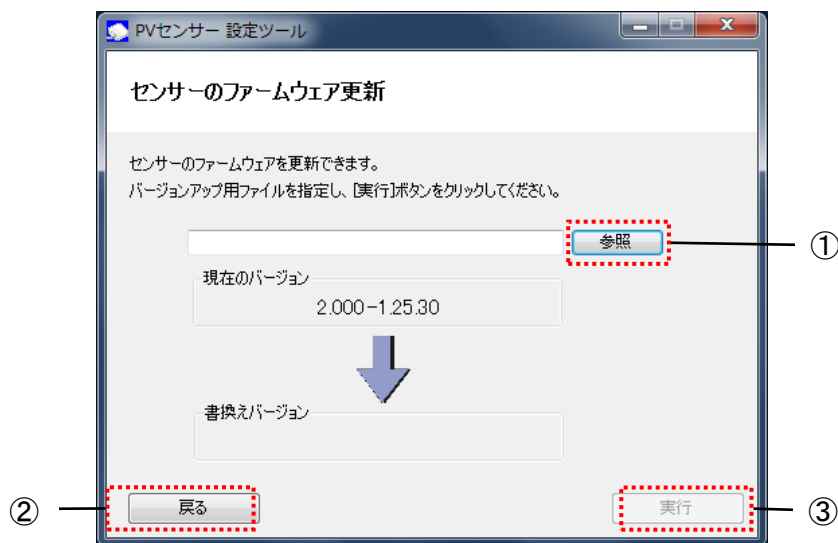 PVセンサー 設定ツール
センサーのファームウェア更新
センサーのファームウェアを更新できます。
バージョンアップ用ファイルを指定し、[実行]ボタンをクリックしてください。
参照
①
現在のバージョン
2.000-1.25.30
書換えバージョン
②
戻る
実行
③